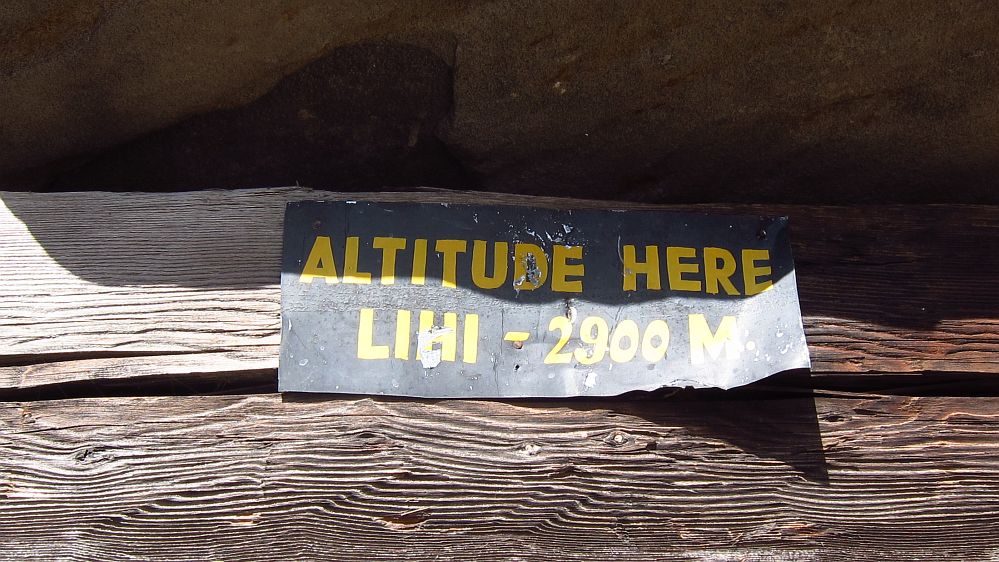 ALTITUDE HERE
LIHI - 2900 M.